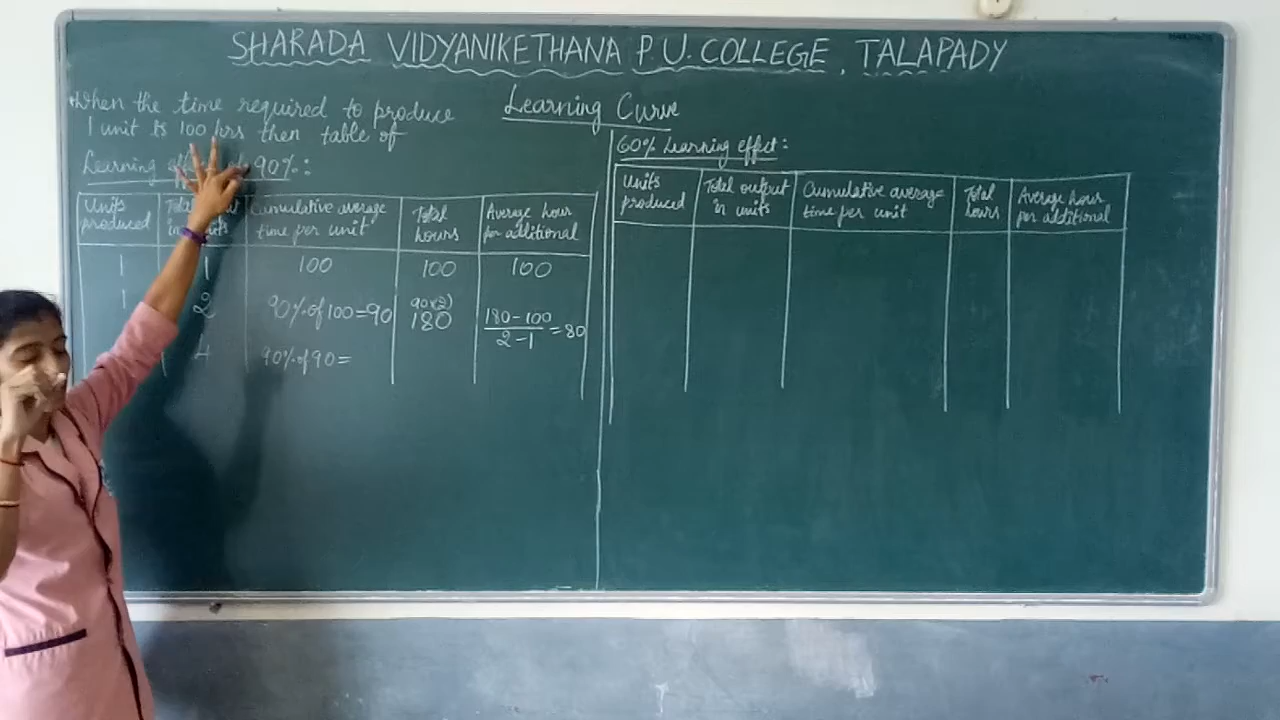 SHARADA VIDYANIKETHANA P.U. COLLEGE, TALAPADY
Learning Curve
When the time required to produce
1 unit is 100 hrs then table of
Learning 90%:
Units produced
Cumulative average time per unit
Total hours
Average hour for additional
1 1 100 100 100
1 2 90% of 100=90 90(2) 180 180-100/2-1=80
4 90% of 90=
60% Learning effect:
Units produced
Total output in units
Cumulative average time per unit
Total hours
Average hour for additional